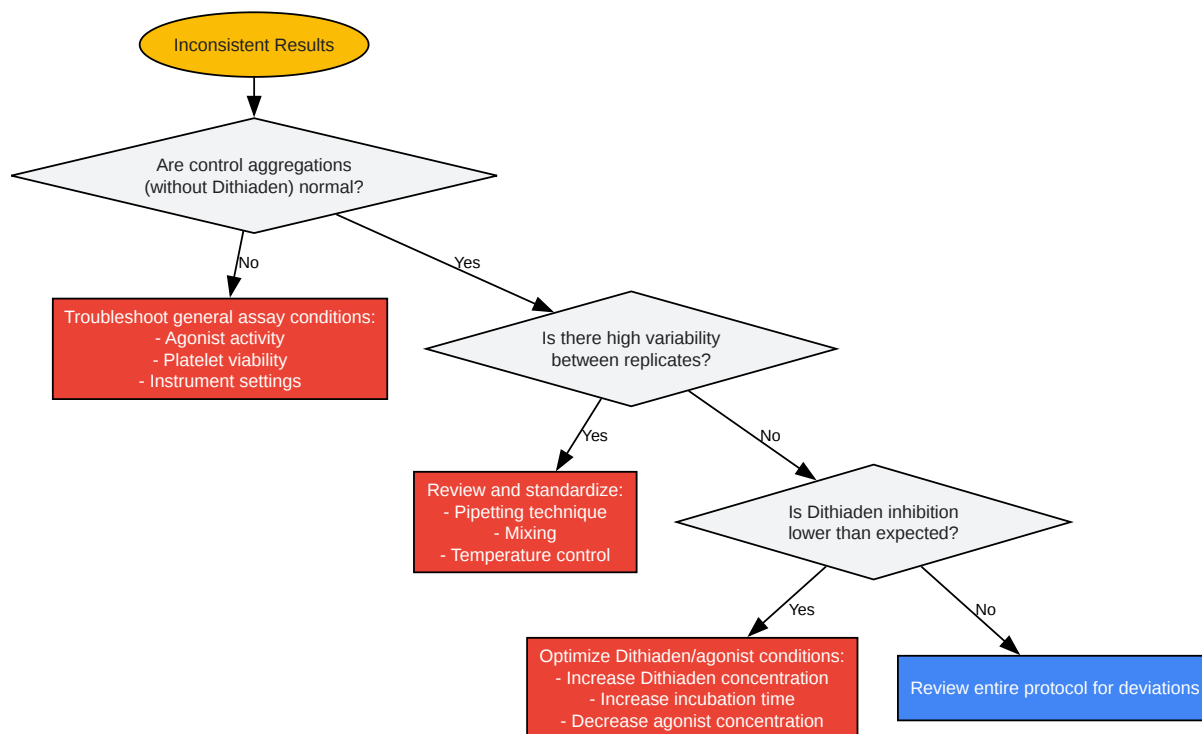 Inconsistent Results
Are control aggregations
(without Dithiaden) normal?
No
Yes
Troubleshoot general assay conditions:
- Agonist activity
- Platelet viability
- Instrument settings
Is there high variability
between replicates?
Yes
No
Review and standardize:
- Pipetting technique
- Mixing
- Temperature control
Is Dithiaden inhibition
lower than expected?
Yes
No
Optimize Dithiaden/agonist conditions:
- Increase Dithiaden concentration
- Increase incubation time
- Decrease agonist concentration
Review entire protocol for deviations